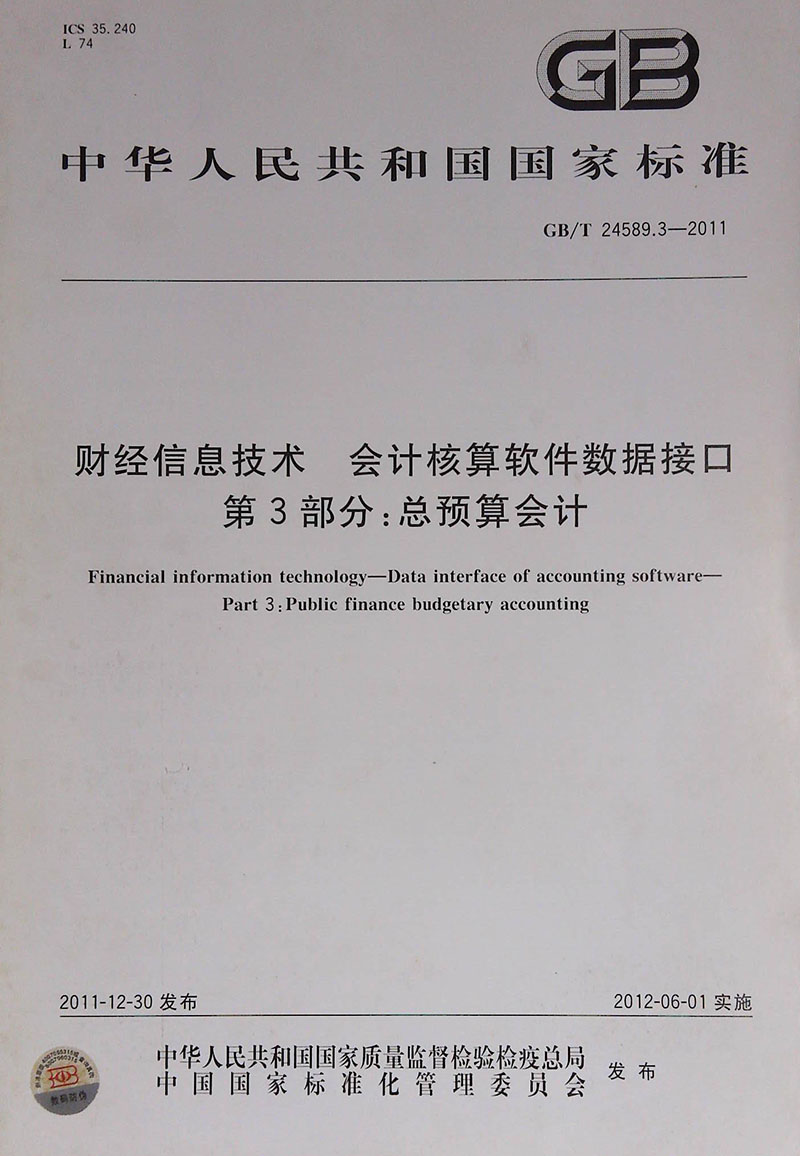 ICS 35.240
L 74
GB
中华人民共和国国家标准
GB/T 24589.3—2011
财经信息技术 会计核算软件数据接口
第3部分:总预算会计
Financial information technology—Data interface of accounting software—
Part 3:Public finance budgetary accounting
2011-12-30 发布
2012-06-01 实施
中华人民共和国国家质量监督检验检疫总局
中国国家标准化管理委员会
发布
数码防伪